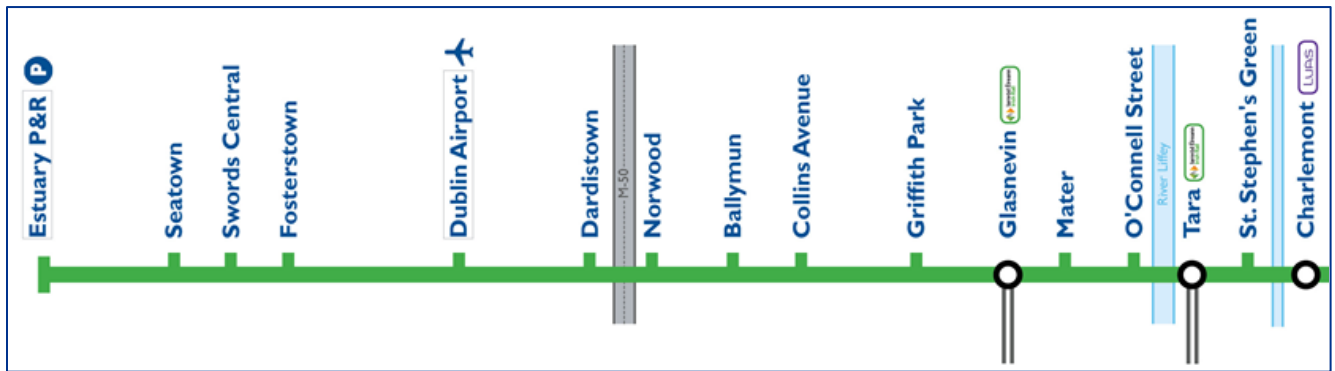 Estuary P&R
P
Seatown
Swords Central
Fosterstown
Dublin Airport
Dardistown
M-50
Norwood
Ballymun
Collins Avenue
Griffith Park
Glasnevin
Mater
O'Connell Street
River Liffey
Tara
St. Stephen's Green
Charlemont
LUAS